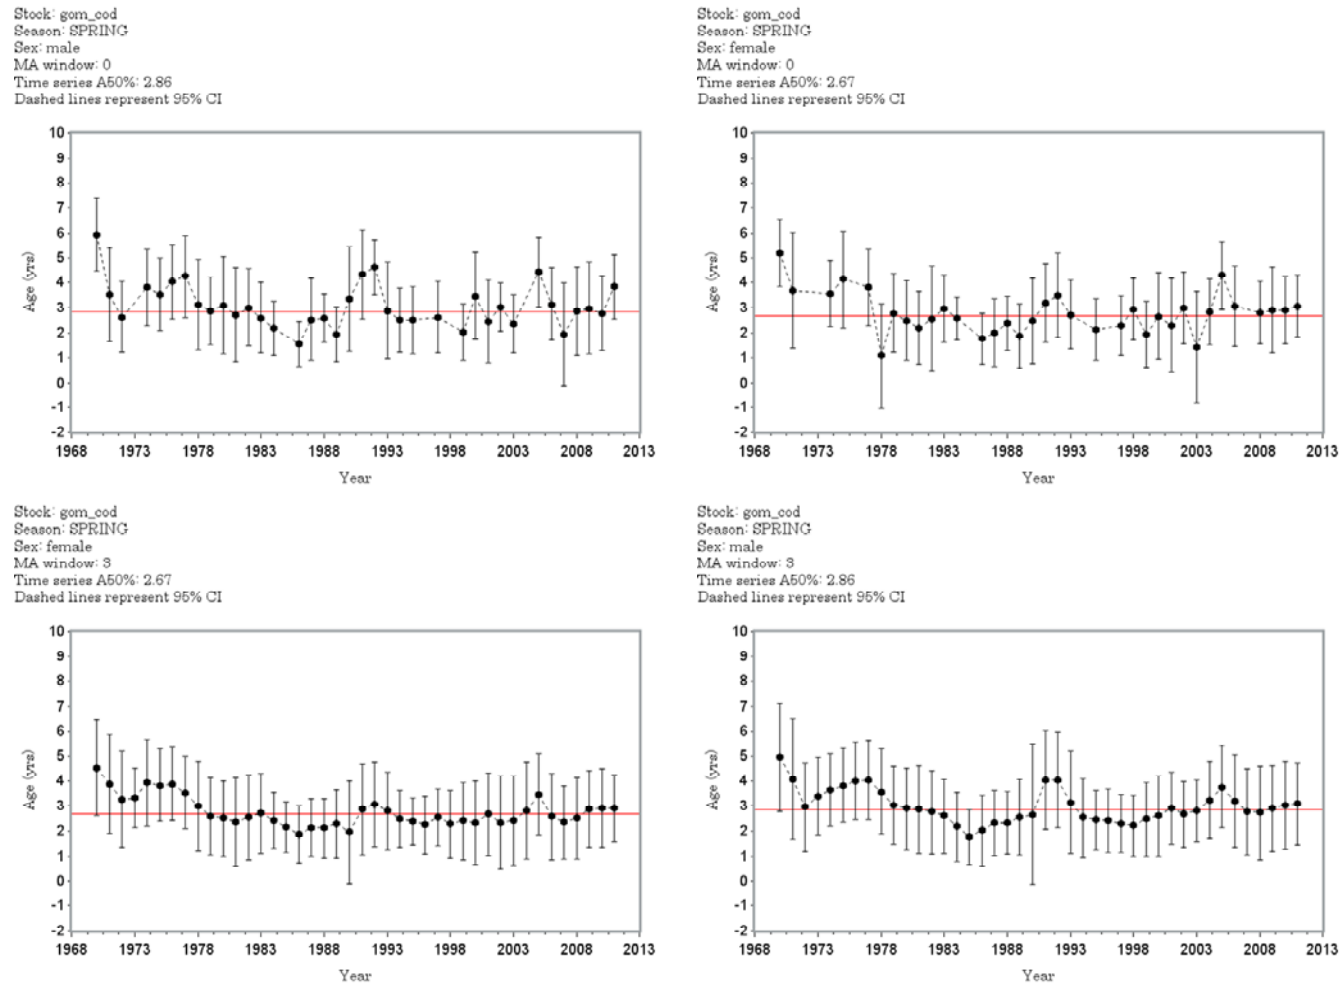 Stock: gom_cod
Season: SPRING
Sex: male
MA window: 0
Time series A50%: 2.86
Dashed lines represent 95% CI
10
9
8
7
6
5
4
3
2
1
0
-1
-2
Age (yrs)
1968 1973 1978 1983 1988 1993 1998 2003 2008 2013
Year
Stock: gom_cod
Season: SPRING
Sex: female
MA window: 0
Time series A50%: 2.67
Dashed lines represent 95% CI
10
9
8
7
6
5
4
3
2
1
0
-1
-2
Age (yrs)
1968 1973 1978 1983 1988 1993 1998 2003 2008 2013
Year
Stock: gom_cod
Season: SPRING
Sex: female
MA window: 3
Time series A50%: 2.67
Dashed lines represent 95% CI
10
9
8
7
6
5
4
3
2
1
0
-1
-2
Age (yrs)
1968 1973 1978 1983 1988 1993 1998 2003 2008 2013
Year
Stock: gom_cod
Season: SPRING
Sex: male
MA window: 3
Time series A50%: 2.86
Dashed lines represent 95% CI
10
9
8
7
6
5
4
3
2
1
0
-1
-2
Age (yrs)
1968 1973 1978 1983 1988 1993 1998 2003 2008 2013
Year